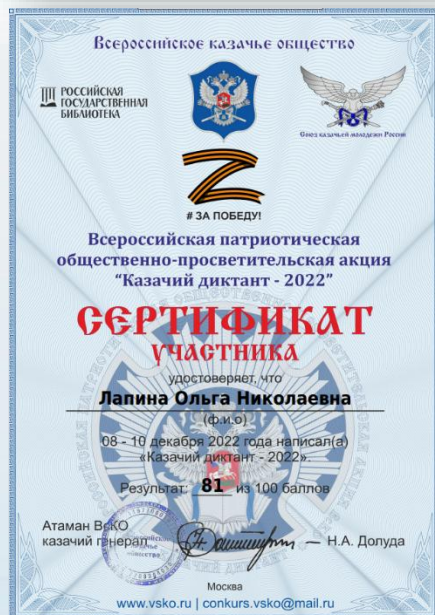 Всероссийское казачье общество
РОССИЙСКАЯ
ГОСУДАРСТВЕННАЯ
БИБЛИОТЕКА
Союз казачьей молодежи России
# ЗА ПОБЕДУ!
Всероссийская патриотическая
общественно-просветительская акция
“Казачий диктант - 2022”
СЕРТИФИКАТ
УЧАСТНИКА
удостоверяет, что
Лапина Ольга Николаевна
(ф.и.о)
08 - 10 декабря 2022 года написал(а)
«Казачий диктант - 2022».
Результат: 81 из 100 баллов
Атаман ВсКО
казачий генерал
Н.А. Долуда
Москва
www.vsko.ru | conkurs.vsko@mail.ru